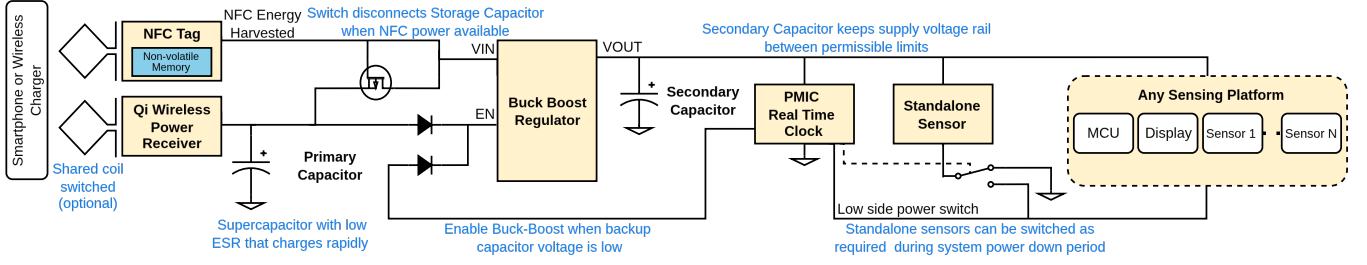 Smartphone or Wireless
Charger
NFC Tag
Non-volatile
Memory
Qi Wireless
Power
Receiver
Shared coil
switched
(optional)
NFC Energy
Harvested
Switch disconnects Storage Capacitor
when NFC power available
+
Primary
Capacitor
Supercapacitor with low
ESR that charges rapidly
VIN
EN
Buck Boost
Regulator
VOUT
Enable Buck-Boost when backup
capacitor voltage is low
+
Secondary
Capacitor
Secondary Capacitor keeps supply voltage rail
between permissible limits
PMIC
Real Time
Clock
Standalone
Sensor
Low side power switch
Standalone sensors can be switched as
required during system power down period
Any Sensing Platform
MCU
Display
Sensor 1
Sensor N